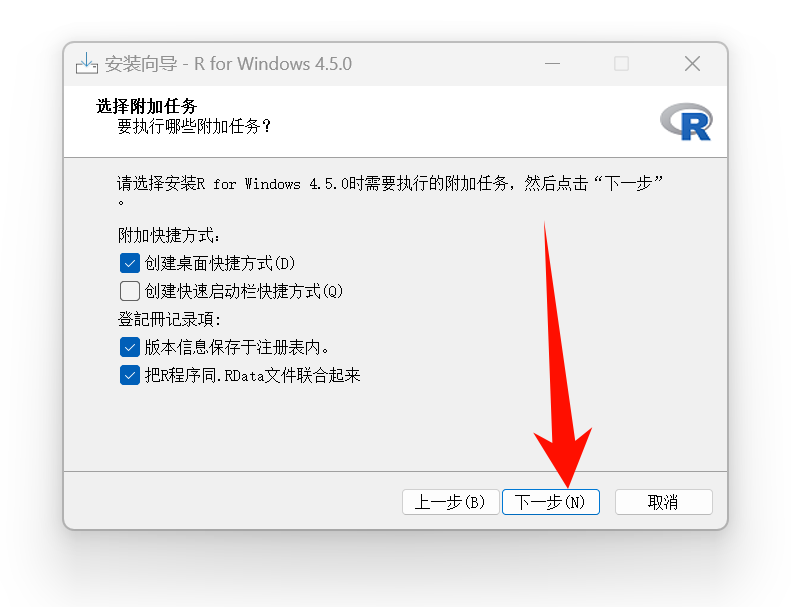 安装向导 - R for Windows 4.5.0
选择附加任务
要执行哪些附加任务？
R
请选择安装R for Windows 4.5.0时需要执行的附加任务，然后点击“下一步”
。
附加快捷方式：
创建桌面快捷方式(D)
创建快速启动栏快捷方式(Q)
登記冊记录項：
版本信息保存于注册表内。
把R程序同.RData文件联合起来
上一步(B) 下一步(N) 取消